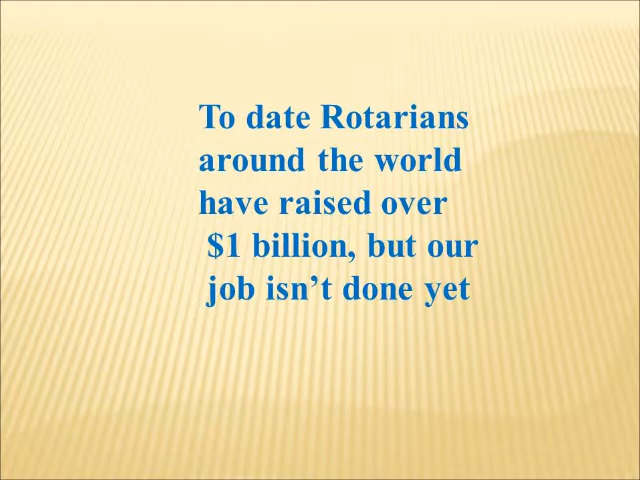 To date Rotarians
around the world
have raised over
$1 billion, but our
job isn’t done yet